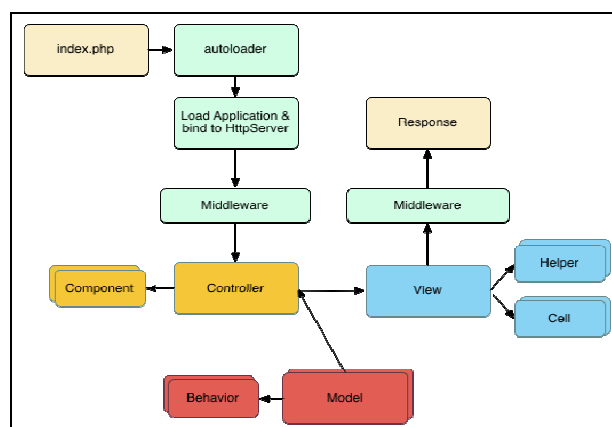 index.php
autoloader
Load Application &
bind to HttpServer
Response
Middleware
Middleware
Component
Controller
View
Helper
Cell
Behavior
Model